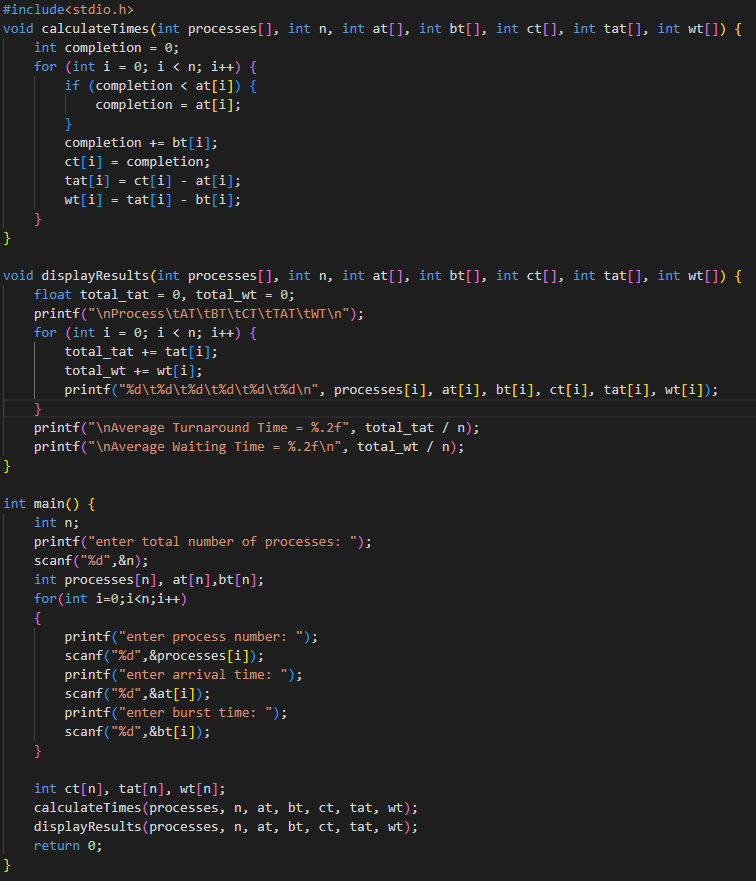 #include<stdio.h>
void calculateTimes(int processes[], int n, int at[], int bt[], int ct[], int tat[], int wt[]) {
    int completion = 0;
    for (int i = 0; i < n; i++) {
        if (completion < at[i]) {
            completion = at[i];
        }
        completion += bt[i];
        ct[i] = completion;
        tat[i] = ct[i] - at[i];
        wt[i] = tat[i] - bt[i];
    }
}

void displayResults(int processes[], int n, int at[], int bt[], int ct[], int tat[], int wt[]) {
    float total_tat = 0, total_wt = 0;
    printf("\nProcess\tAT\tBT\tCT\tTAT\tWT\n");
    for (int i = 0; i < n; i++) {
        total_tat += tat[i];
        total_wt += wt[i];
        printf("%d\t%d\t%d\t%d\t%d\t%d\n", processes[i], at[i], bt[i], ct[i], tat[i], wt[i]);
    }
    printf("\nAverage Turnaround Time = %.2f", total_tat / n);
    printf("\nAverage Waiting Time = %.2f\n", total_wt / n);
}

int main() {
    int n;
    printf("enter total number of processes: ");
    scanf("%d",&n);
    int processes[n], at[n],bt[n];
    for(int i=0;i<n;i++)
    {
        printf("enter process number: ");
        scanf("%d",&processes[i]);
        printf("enter arrival time: ");
        scanf("%d",&at[i]);
        printf("enter burst time: ");
        scanf("%d",&bt[i]);
    }

    int ct[n], tat[n], wt[n];
    calculateTimes(processes, n, at, bt, ct, tat, wt);
    displayResults(processes, n, at, bt, ct, tat, wt);
    return 0;
}